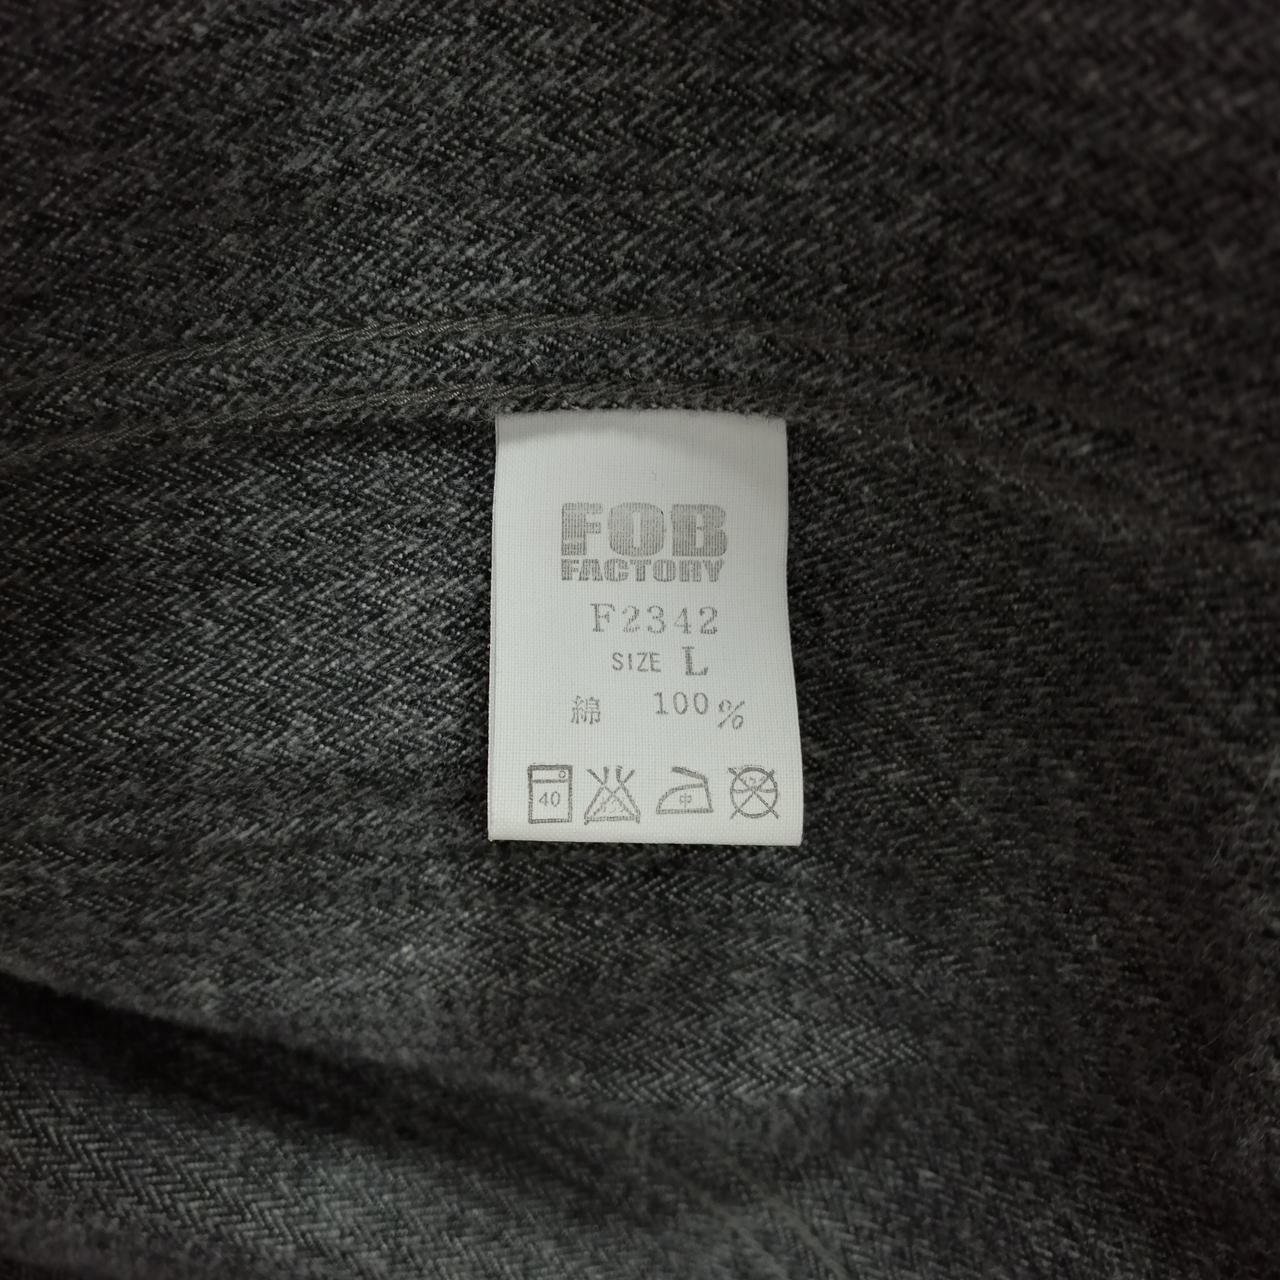 FOB
FACTORY
F2342
SIZE L
綿 100%
40 中